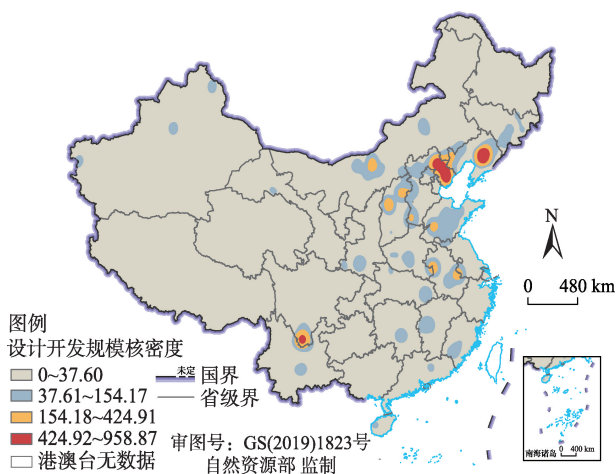 N
0 480 km
图例
设计开发规模核密度
0~37.60
37.61~154.17
154.18~424.91
424.92~958.87
港澳台无数据
未定 国界
省级界
审图号：GS(2019)1823号
自然资源部 监制
南海诸岛 0 400 km